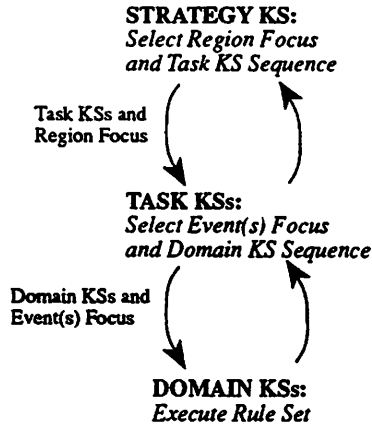 STRATEGY KS:
Select Region Focus
and Task KS Sequence
Task KSs and
Region Focus
TASK KSs:
Select Event(s) Focus
and Domain KS Sequence
Domain KSs and
Event(s) Focus
DOMAIN KSs:
Execute Rule Set